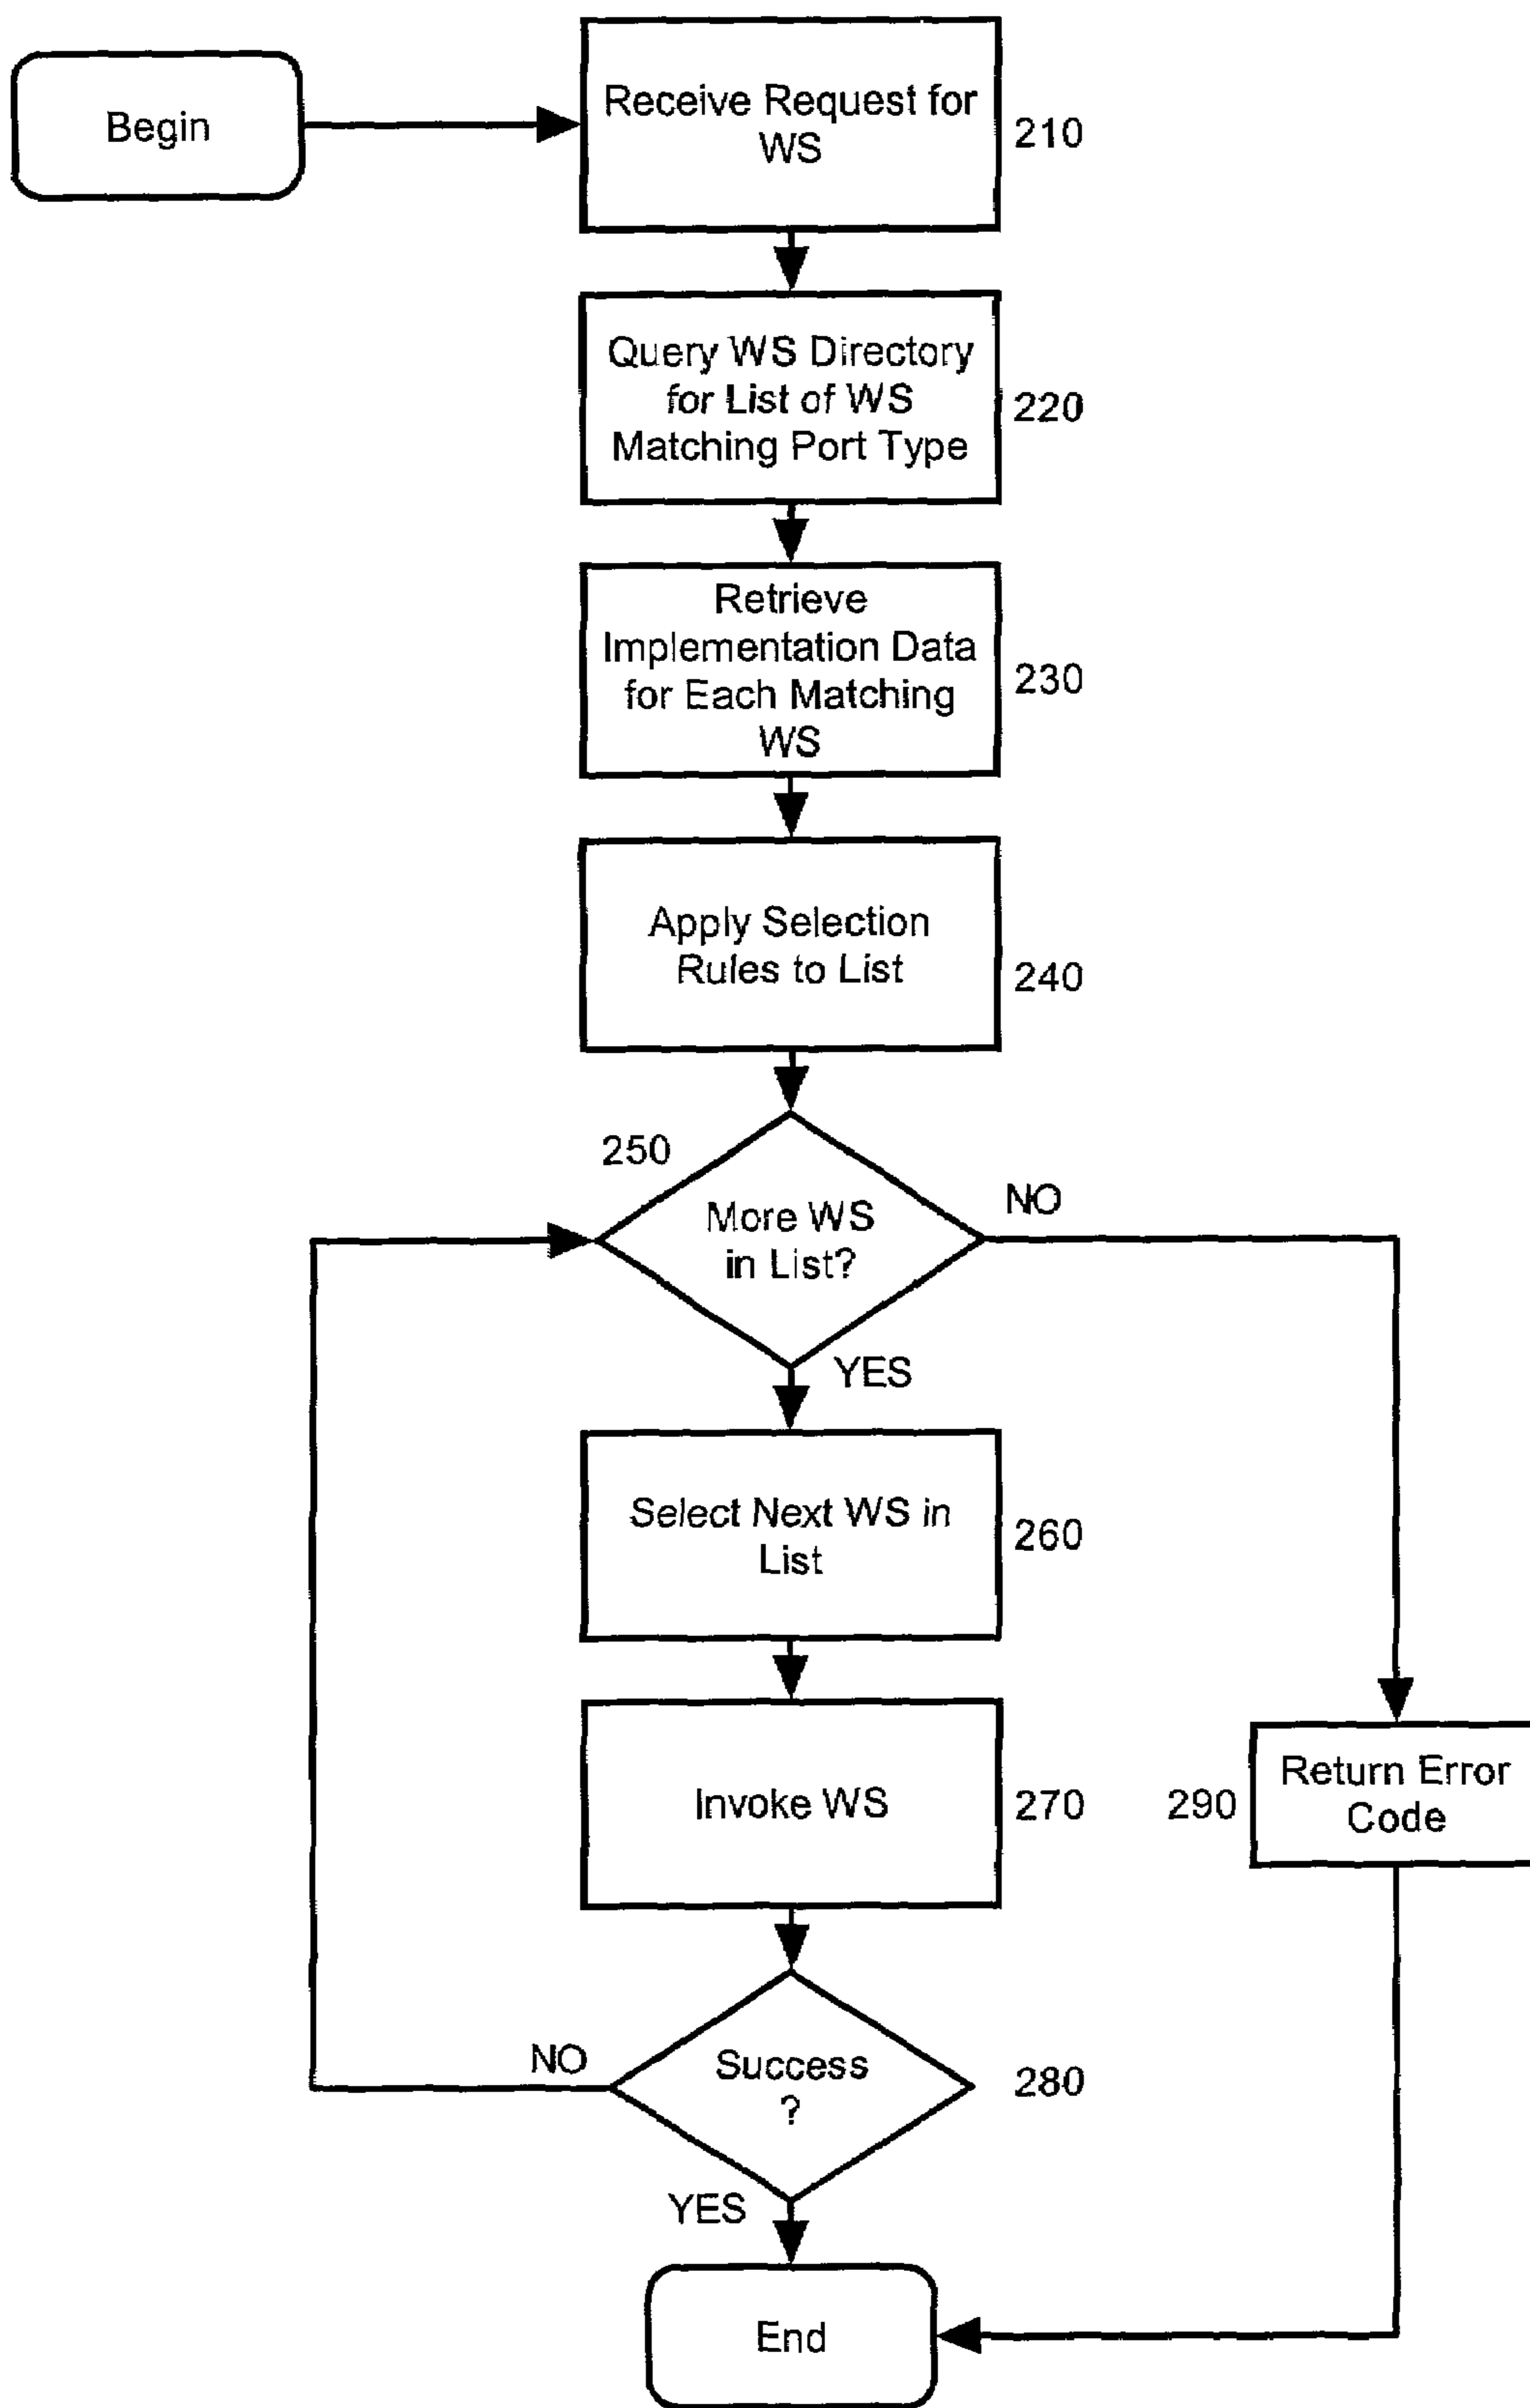 Begin
Receive Request for
WS
210
Query WS Directory
for List of WS
Matching Port Type
220
Retrieve
Implementation Data
for Each Matching
WS
230
Apply Selection
Rules to List
240
250
More WS
in List?
NO
YES
Select Next WS in
List
260
Invoke WS
270
290
Return Error
Code
Success
?
280
NO
YES
End